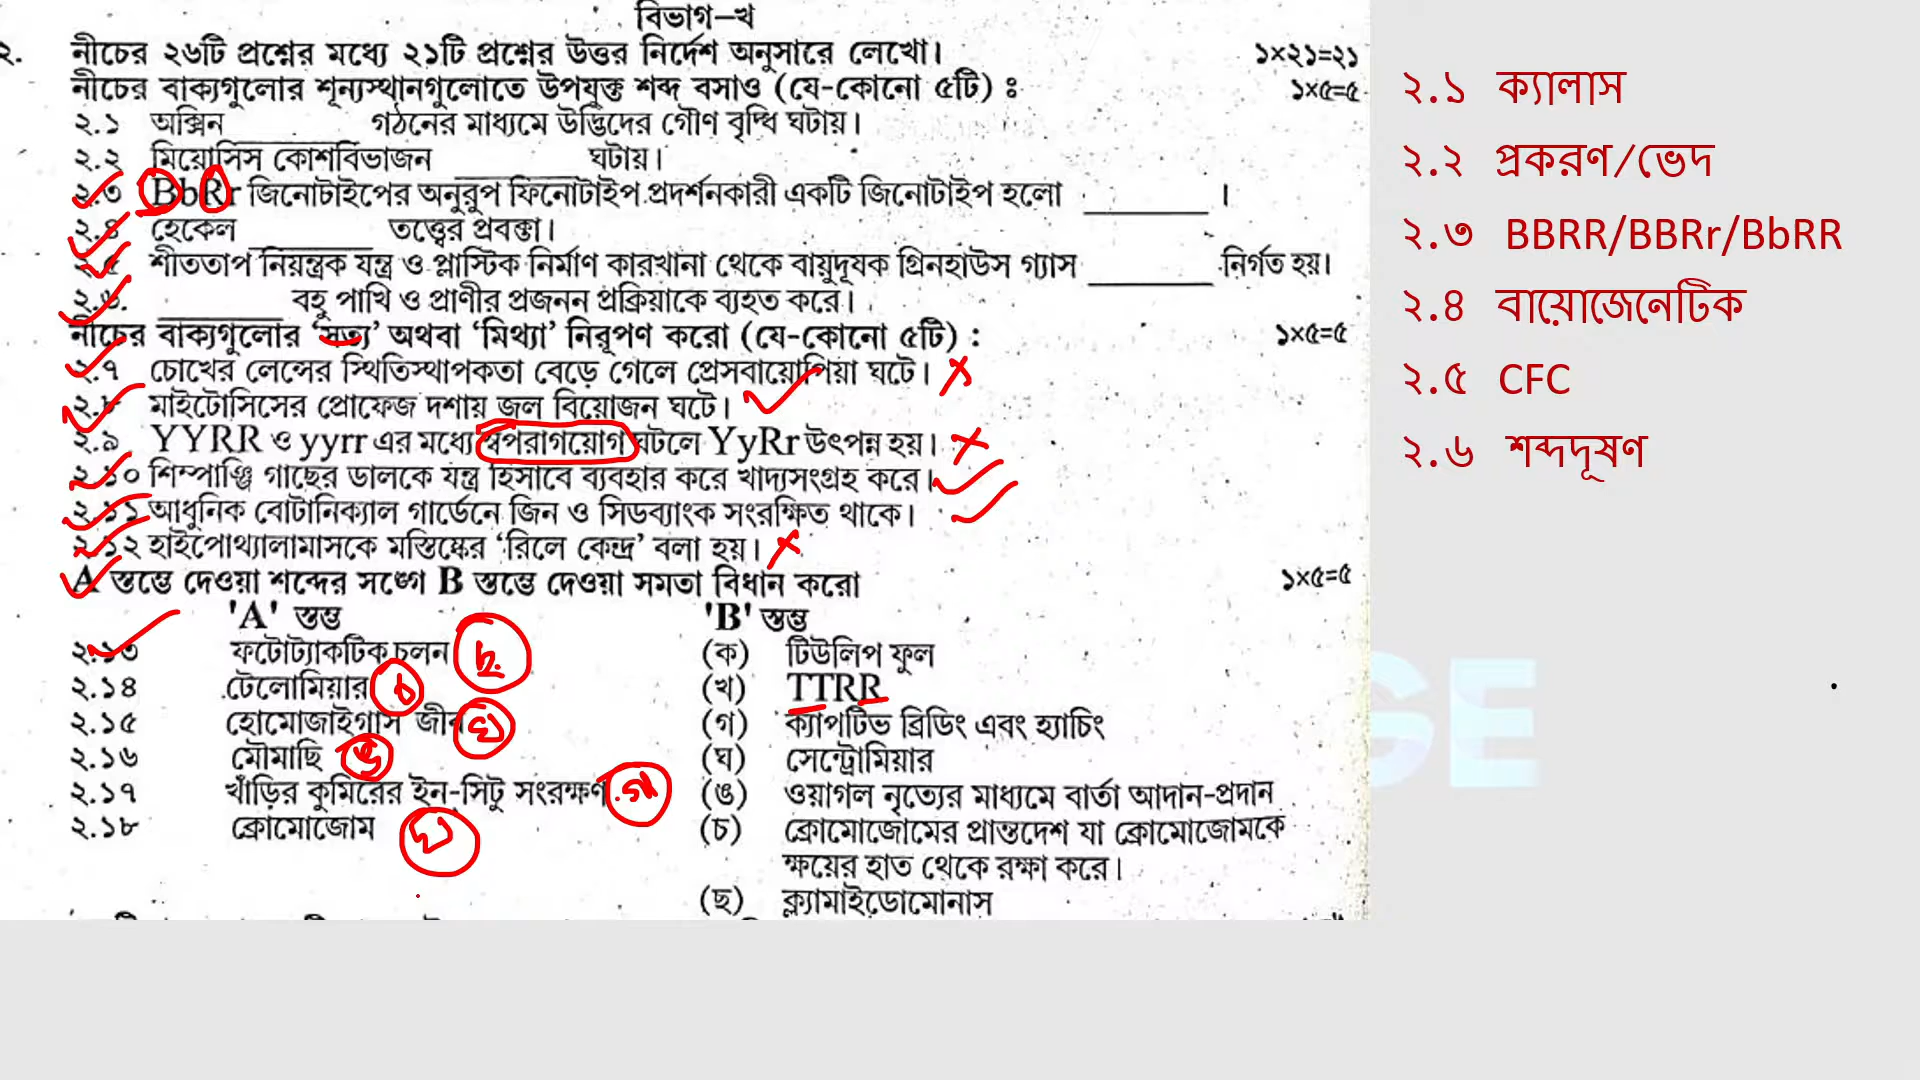 বিভাগ–খ
২. নীচের ২৬টি প্রশ্নের মধ্যে ২১টি প্রশ্নের উত্তর নির্দেশ অনুসারে লেখো। ১×২১=২১
নীচের বাক্যগুলোর শূন্যস্থানগুলোতে উপযুক্ত শব্দ বসাও (যে-কোনো ৫টি) ঃ ১×৫=৫
২.১ অক্সিন ________ গঠনের মাধ্যমে উদ্ভিদের গৌণ বৃদ্ধি ঘটায়।
২.২ মিয়োসিস কোশবিভাজন ________ ঘটায়।
২.৩ BbRr জিনোটাইপের অনুরূপ ফিনোটাইপ প্রদর্শনকারী একটি জিনোটাইপ হলো ________ ।
২.৪ হেকেল ________ তত্ত্বের প্রবক্তা।
২.৫ শীততাপ নিয়ন্ত্রক যন্ত্র ও প্লাস্টিক নির্মাণ কারখানা থেকে বায়ুদূষক গ্রিনহাউস গ্যাস ________ নির্গত হয়।
২.৬. ________ বহু পাখি ও প্রাণীর প্রজনন প্রক্রিয়াকে ব্যহত করে।
নীচের বাক্যগুলোর ‘সত্য’ অথবা ‘মিথ্যা’ নিরূপণ করো (যে-কোনো ৫টি) : ১×৫=৫
২.৭ চোখের লেন্সের স্থিতিস্থাপকতা বেড়ে গেলে প্রেসবায়োপিয়া ঘটে।
২.৮ মাইটোসিসের প্রোফেজ দশায় জল বিয়োজন ঘটে।
২.৯ YYRR ও yyrr এর মধ্যে স্বপরাগযোগ ঘটলে YyRr উৎপন্ন হয়।
২.১০ শিম্পাঞ্জি গাছের ডালকে যন্ত্র হিসাবে ব্যবহার করে খাদ্যসংগ্রহ করে।
২.১১ আধুনিক বোটানিক্যাল গার্ডেনে জিন ও সিডব্যাংক সংরক্ষিত থাকে।
২.১২ হাইপোথ্যালামাসকে মস্তিষ্কের ‘রিলে কেন্দ্র’ বলা হয়।
A স্তম্ভে দেওয়া শব্দের সঙ্গে B স্তম্ভে দেওয়া সমতা বিধান করো ১×৫=৫
'A' স্তম্ভ 'B' স্তম্ভ
২.১৩ ফটোট্যাকটিক চলন ছ (ক) টিউলিপ ফুল
২.১৪ টেলোমিয়ার চ (খ) TTRR
২.১৫ হোমোজাইগাস জীব খ (গ) ক্যাপটিভ ব্রিডিং এবং হ্যাচিং
২.১৬ মৌমাছি ঙ (ঘ) সেন্ট্রোমিয়ার
২.১৭ খাঁড়ির কুমিরের ইন-সিটু সংরক্ষণ গ (ঙ) ওয়াগল নৃত্যের মাধ্যমে বার্তা আদান-প্রদান
২.১৮ ক্রোমোজোম ঘ (চ) ক্রোমোজোমের প্রান্তদেশ যা ক্রোমোজোমকে
ক্ষয়ের হাত থেকে রক্ষা করে।
(ছ) ক্ল্যামাইডোমোনাস
২.১ ক্যালাস
২.২ প্রকরণ/ভেদ
২.৩ BBRR/BBRr/BbRR
২.৪ বায়োজেনেটিক
২.৫ CFC
২.৬ শব্দদূষণ
GE